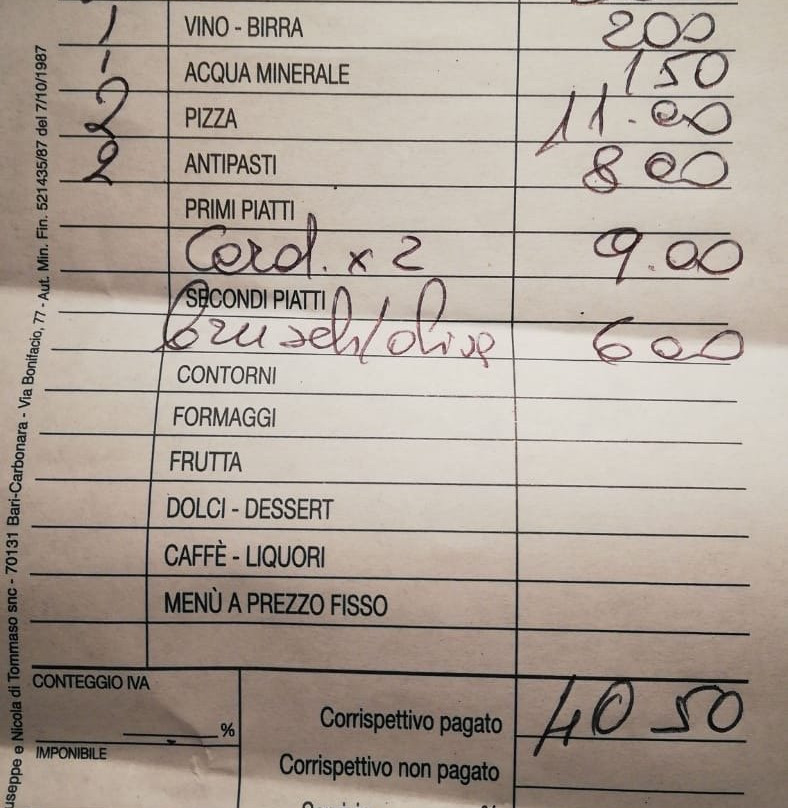 1 VINO - BIRRA 200
1 ACQUA MINERALE 150
2 PIZZA 11.00
2 ANTIPASTI 800
PRIMI PIATTI
x 2 9.00
SECONDI PIATTI
olive 600
CONTORNI
FORMAGGI
FRUTTA
DOLCI - DESSERT
CAFFÈ - LIQUORI
MENÙ A PREZZO FISSO
CONTEGGIO IVA
%
IMPONIBILE
Corrispettivo pagato 40 50
Corrispettivo non pagato
useppe e Nicola di Tommaso snc - 70131 Bari-Carbonara - Via Bonifacio, 77 - Aut. Min. Fin. 521435/87 del 7/10/1987